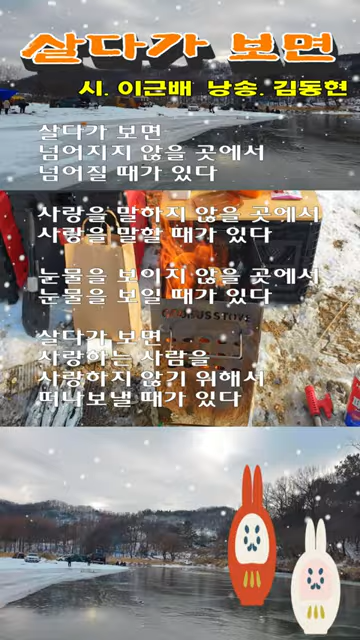 살다가 보면
시. 이근배 낭송. 김동현
살다가 보면
넘어지지 않을 곳에서
넘어질 때가 있다
사랑을 말하지 않을 곳에서
사랑을 말할 때가 있다
눈물을 보이지 않을 곳에서
눈물을 보일 때가 있다
살다가 보면
사랑하는 사람을
사랑하지 않기 위해서
떠나보낼 때가 있다